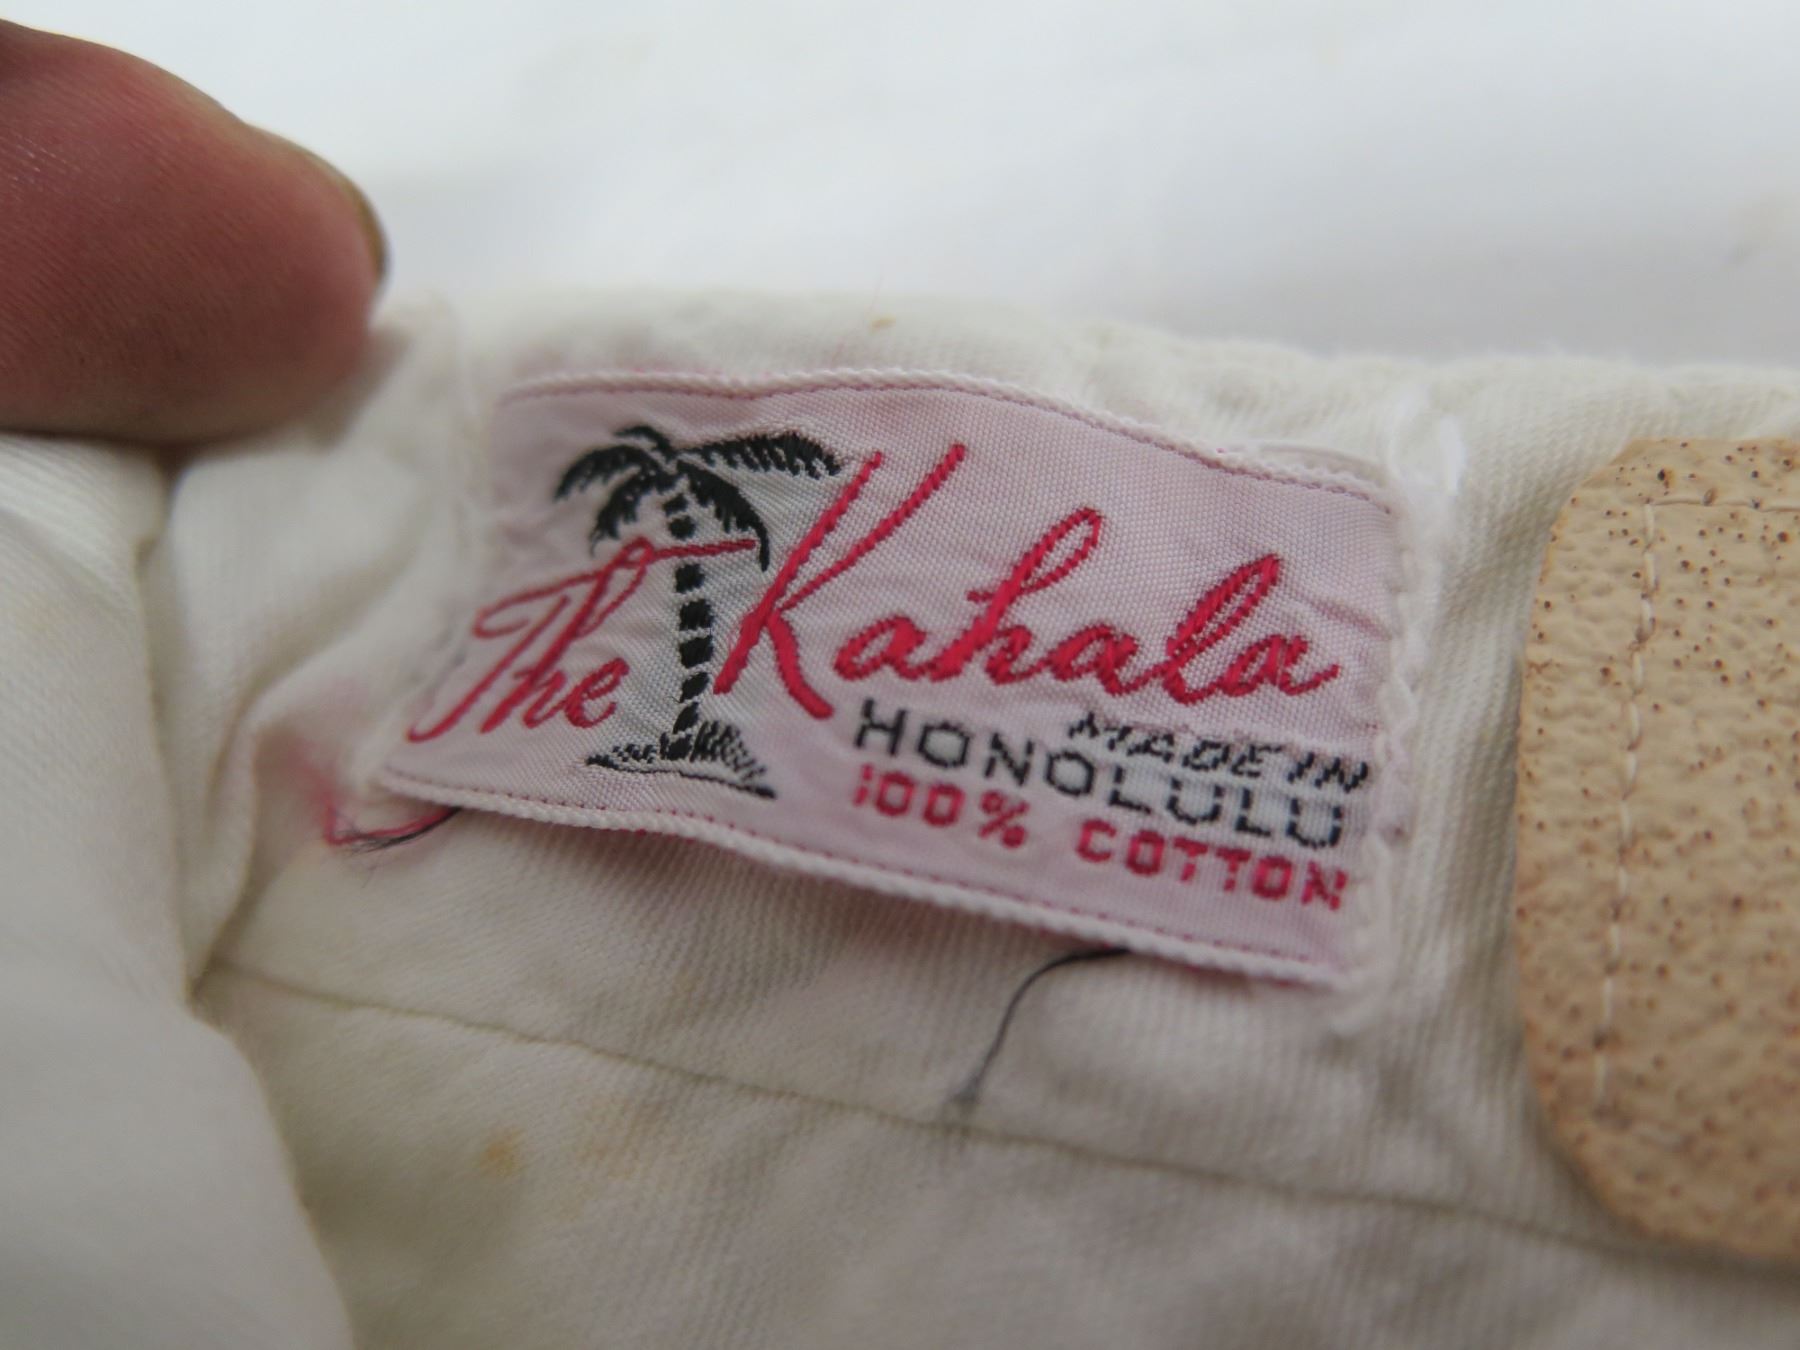 The Kahala
MADE IN
HONOLULU
100% COTTON